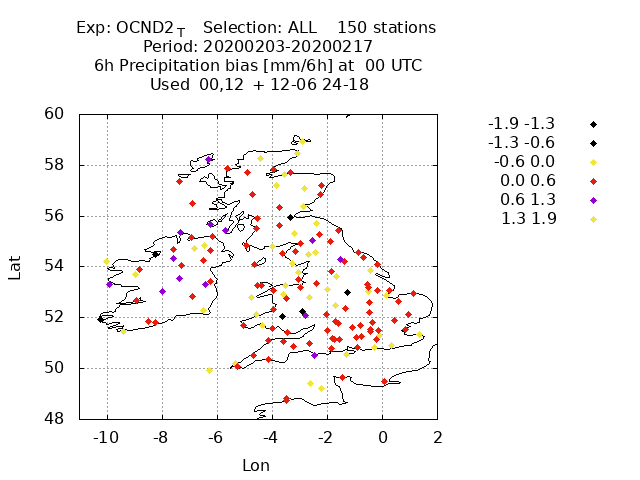 Exp: OCND2T   Selection: ALL    150 stations
Period: 20200203-20200217
6h Precipitation bias [mm/6h] at  00 UTC
Used 00,12  + 12-06 24-18
60
58
56
54
52
50
48
Lat
-10 -8 -6 -4 -2 0 2
Lon
-1.9 -1.3
-1.3 -0.6
-0.6 0.0
0.0 0.6
0.6 1.3
1.3 1.9